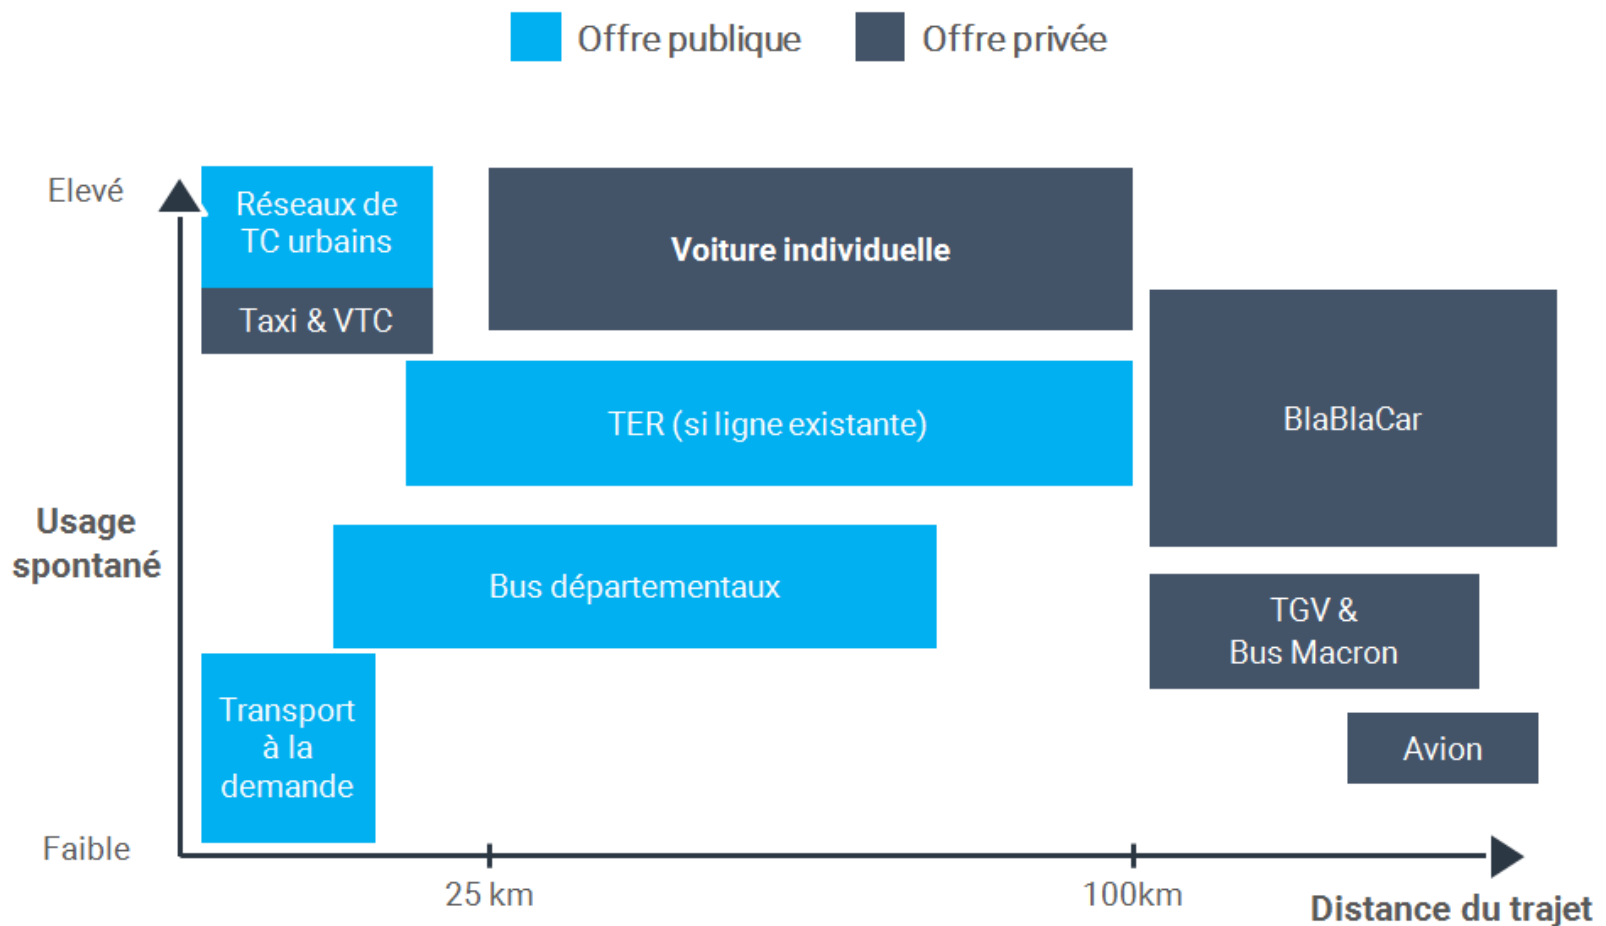 Offre publique
Offre privée
Elevé
Réseaux de
TC urbains
Taxi & VTC
Voiture individuelle
BlaBlaCar
TER (si ligne existante)
Usage
spontané
Bus départementaux
TGV &
Bus Macron
Transport
à la
demande
Avion
Faible
25 km
100km
Distance du trajet